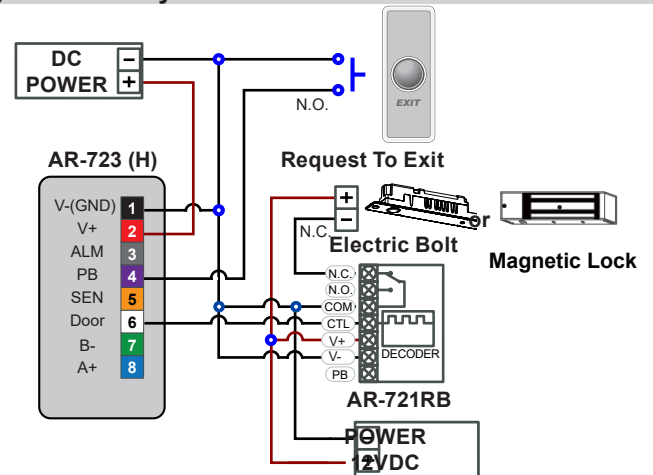 DC
POWER
−
+
N.O.
EXIT
AR-723 (H)
Request To Exit
V-(GND) 1
V+ 2
ALM 3
PB 4
SEN 5
Door 6
B- 7
A+ 8
+
−
N.C.
or
Electric Bolt
Magnetic Lock
N.C.
N.O.
COM
CTL
V+
V-
PB
DECODER
AR-721RB
POWER
12VDC